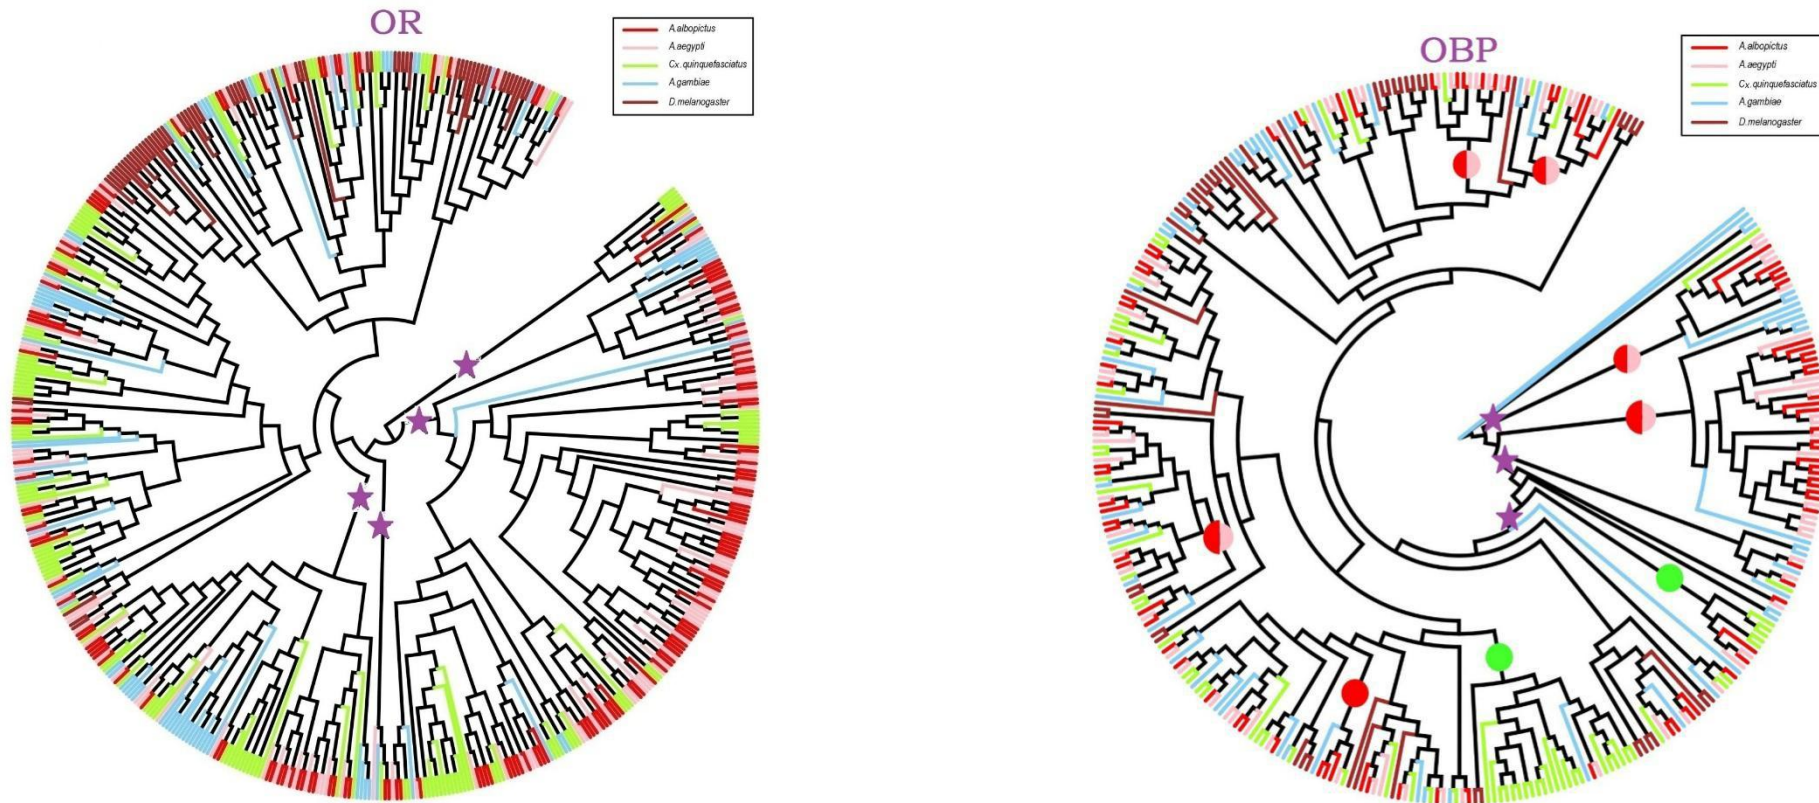 OR
A.albopictus
A.aegypti
Cx.quinquefasciatus
A.gambiae
D.melanogaster
OBP
A.albopictus
A.aegypti
Cx.quinquefasciatus
A.gambiae
D.melanogaster